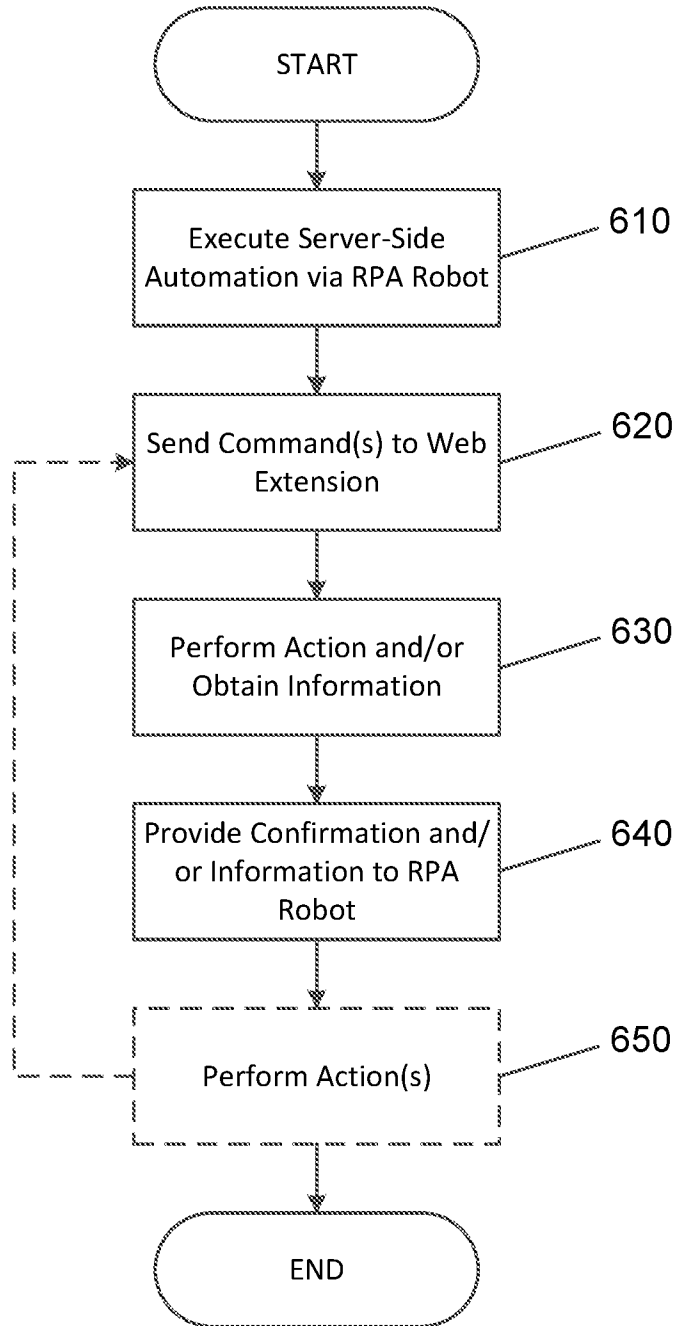 START
Execute Server-Side
Automation via RPA Robot
610
Send Command(s) to Web
Extension
620
Perform Action and/or
Obtain Information
630
Provide Confirmation and/
or Information to RPA
Robot
640
Perform Action(s)
650
END